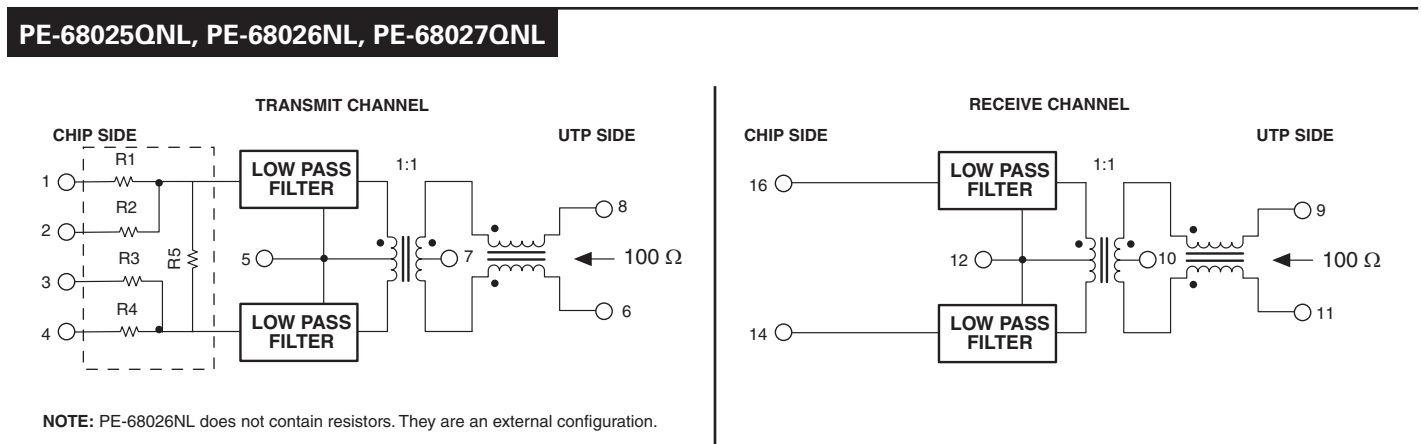 PE-68025QNL, PE-68026NL, PE-68027QNL
TRANSMIT CHANNEL
CHIP SIDE
UTP SIDE
R1
1
R2
2
R3
3
R4
4
R5
LOW PASS
FILTER
1:1
5
7
8
100 Ω
6
LOW PASS
FILTER
NOTE: PE-68026NL does not contain resistors. They are an external configuration.
RECEIVE CHANNEL
CHIP SIDE
UTP SIDE
16
LOW PASS
FILTER
1:1
9
12
10
100 Ω
11
14
LOW PASS
FILTER